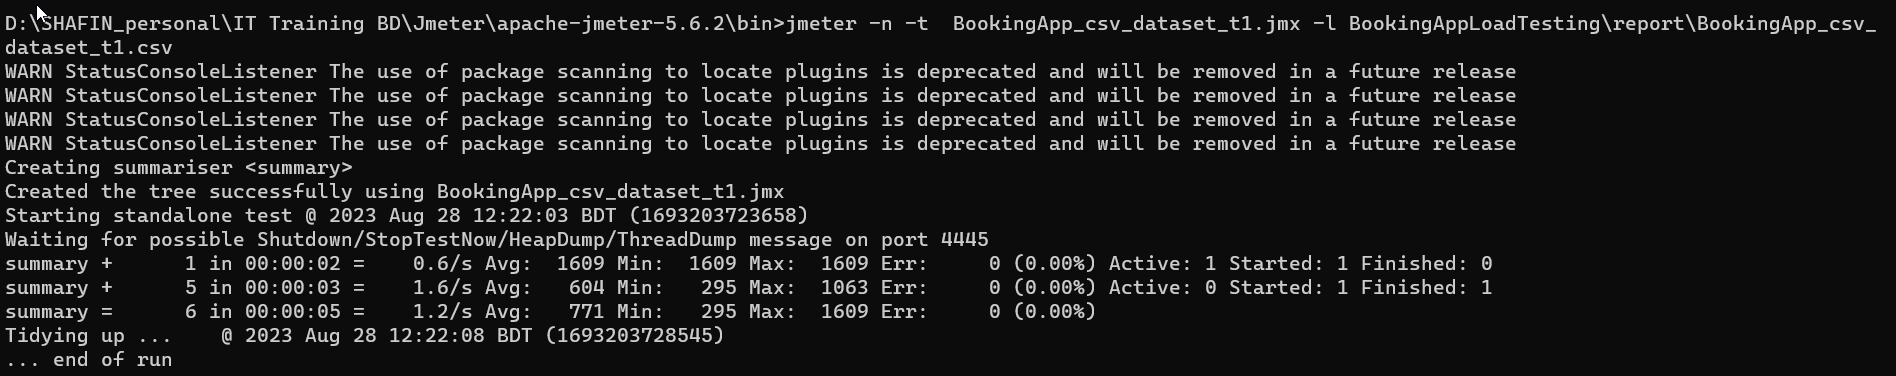 D:\SHAFIN_personal\IT Training BD\Jmeter\apache-jmeter-5.6.2\bin>jmeter -n -t  BookingApp_csv_dataset_t1.jmx -l BookingAppLoadTesting\report\BookingApp_csv_
dataset_t1.csv
WARN StatusConsoleListener The use of package scanning to locate plugins is deprecated and will be removed in a future release
WARN StatusConsoleListener The use of package scanning to locate plugins is deprecated and will be removed in a future release
WARN StatusConsoleListener The use of package scanning to locate plugins is deprecated and will be removed in a future release
WARN StatusConsoleListener The use of package scanning to locate plugins is deprecated and will be removed in a future release
Creating summariser <summary>
Created the tree successfully using BookingApp_csv_dataset_t1.jmx
Starting standalone test @ 2023 Aug 28 12:22:03 BDT (1693203723658)
Waiting for possible Shutdown/StopTestNow/HeapDump/ThreadDump message on port 4445
summary +      1 in 00:00:02 =    0.6/s Avg:  1609 Min:  1609 Max:  1609 Err:     0 (0.00%) Active: 1 Started: 1 Finished: 0
summary +      5 in 00:00:03 =    1.6/s Avg:   604 Min:   295 Max:  1063 Err:     0 (0.00%) Active: 0 Started: 1 Finished: 1
summary =      6 in 00:00:05 =    1.2/s Avg:   771 Min:   295 Max:  1609 Err:     0 (0.00%)
Tidying up ...    @ 2023 Aug 28 12:22:08 BDT (1693203728545)
... end of run